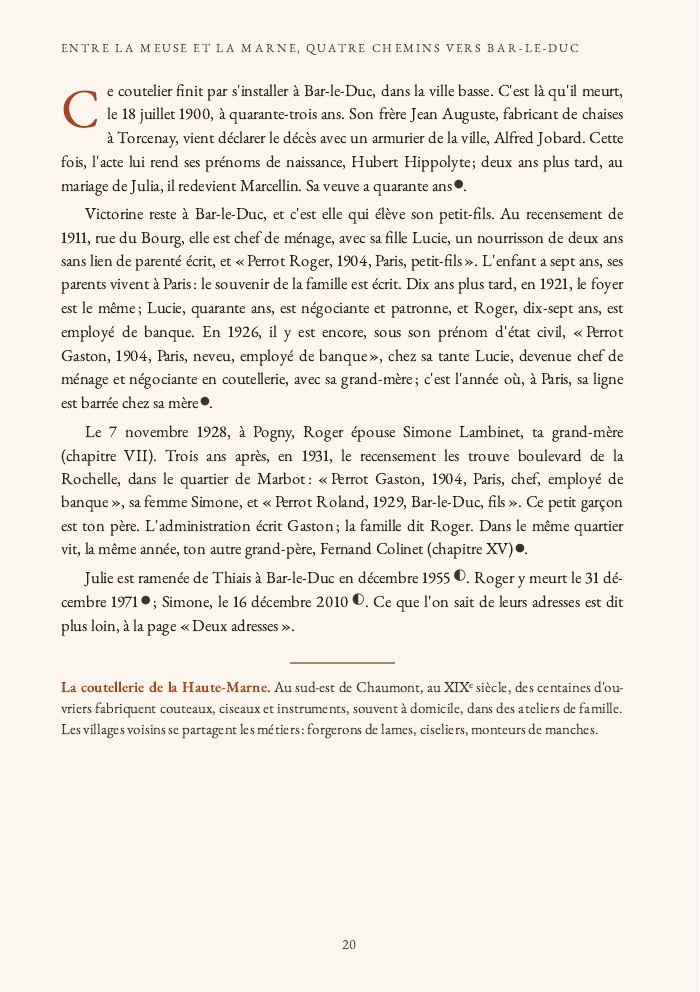 ENTRE LA MEUSE ET LA MARNE, QUATRE CHEMINS VERS BAR-LE-DUC
Ce coutelier finit par s'installer à Bar-le-Duc, dans la ville basse. C'est là qu'il meurt,
le 18 juillet 1900, à quarante-trois ans. Son frère Jean Auguste, fabricant de chaises
à Torcenay, vient déclarer le décès avec un armurier de la ville, Alfred Jobard. Cette
fois, l'acte lui rend ses prénoms de naissance, Hubert Hippolyte ; deux ans plus tard, au
mariage de Julia, il redevient Marcellin. Sa veuve a quarante ans ●.
Victorine reste à Bar-le-Duc, et c'est elle qui élève son petit-fils. Au recensement de
1911, rue du Bourg, elle est chef de ménage, avec sa fille Lucie, un nourrisson de deux ans
sans lien de parenté écrit, et « Perrot Roger, 1904, Paris, petit-fils ». L'enfant a sept ans, ses
parents vivent à Paris : le souvenir de la famille est écrit. Dix ans plus tard, en 1921, le foyer
est le même ; Lucie, quarante ans, est négociante et patronne, et Roger, dix-sept ans, est
employé de banque. En 1926, il y est encore, sous son prénom d'état civil, « Perrot
Gaston, 1904, Paris, neveu, employé de banque », chez sa tante Lucie, devenue chef de
ménage et négociante en coutellerie, avec sa grand-mère ; c'est l'année où, à Paris, sa ligne
est barrée chez sa mère ●.
Le 7 novembre 1928, à Pogny, Roger épouse Simone Lambinet, ta grand-mère
(chapitre VII). Trois ans après, en 1931, le recensement les trouve boulevard de la
Rochelle, dans le quartier de Marbot : « Perrot Gaston, 1904, Paris, chef, employé de
banque », sa femme Simone, et « Perrot Roland, 1929, Bar-le-Duc, fils ». Ce petit garçon
est ton père. L'administration écrit Gaston ; la famille dit Roger. Dans le même quartier
vit, la même année, ton autre grand-père, Fernand Colinet (chapitre XV) ●.
Julie est ramenée de Thiais à Bar-le-Duc en décembre 1955 ◐. Roger y meurt le 31 dé-
cembre 1971 ● ; Simone, le 16 décembre 2010 ◐. Ce que l'on sait de leurs adresses est dit
plus loin, à la page « Deux adresses ».
La coutellerie de la Haute-Marne. Au sud-est de Chaumont, au XIXe siècle, des centaines d'ou-
vriers fabriquent couteaux, ciseaux et instruments, souvent à domicile, dans des ateliers de famille.
Les villages voisins se partagent les métiers : forgerons de lames, ciseliers, monteurs de manches.
20